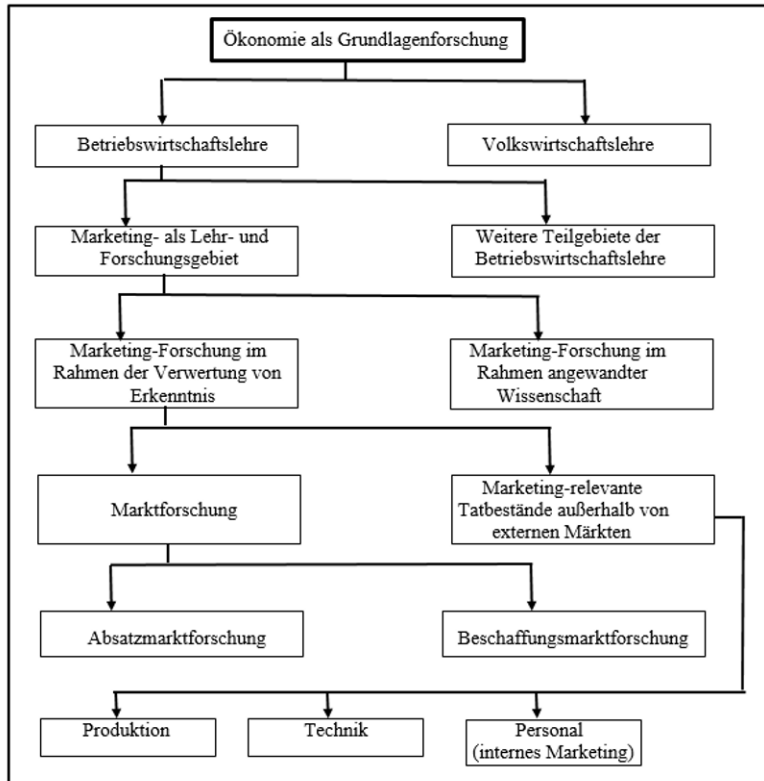 Ökonomie als Grundlagenforschung
Betriebswirtschaftslehre
Volkswirtschaftslehre
Marketing- als Lehr- und
Forschungsgebiet
Weitere Teilgebiete der
Betriebswirtschaftslehre
Marketing-Forschung im
Rahmen der Verwertung von
Erkenntnis
Marketing-Forschung im
Rahmen angewandter
Wissenschaft
Marktforschung
Marketing-relevante
Tatbestände außerhalb von
externen Märkten
Absatzmarktforschung
Beschaffungsmarktforschung
Produktion
Technik
Personal
(internes Marketing)